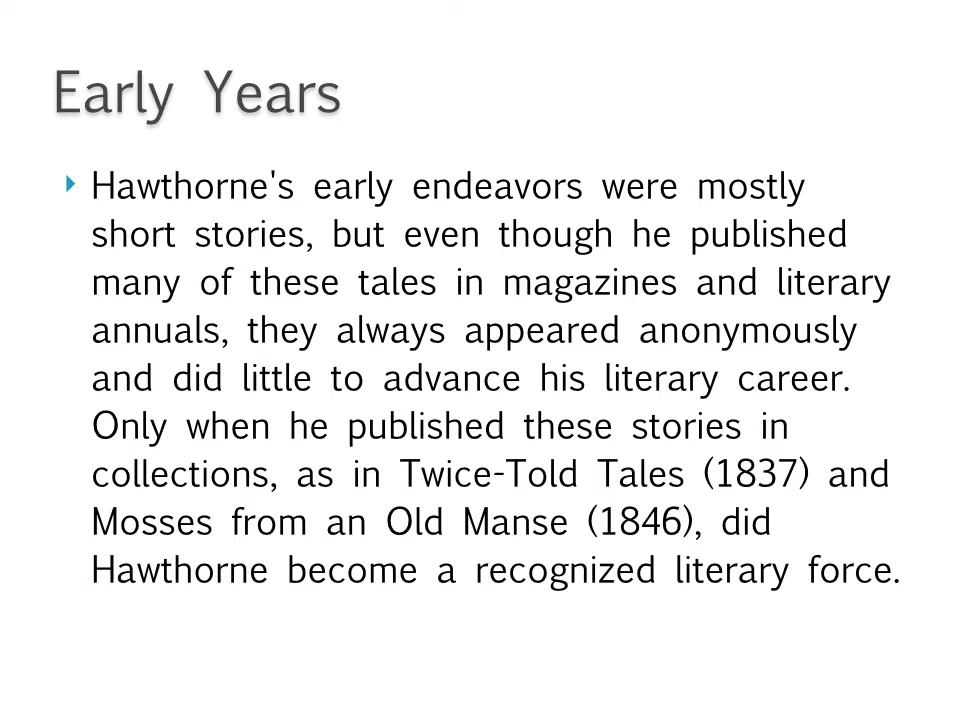 Early Years
Hawthorne's early endeavors were mostly
short stories, but even though he published
many of these tales in magazines and literary
annuals, they always appeared anonymously
and did little to advance his literary career.
Only when he published these stories in
collections, as in Twice-Told Tales (1837) and
Mosses from an Old Manse (1846), did
Hawthorne become a recognized literary force.